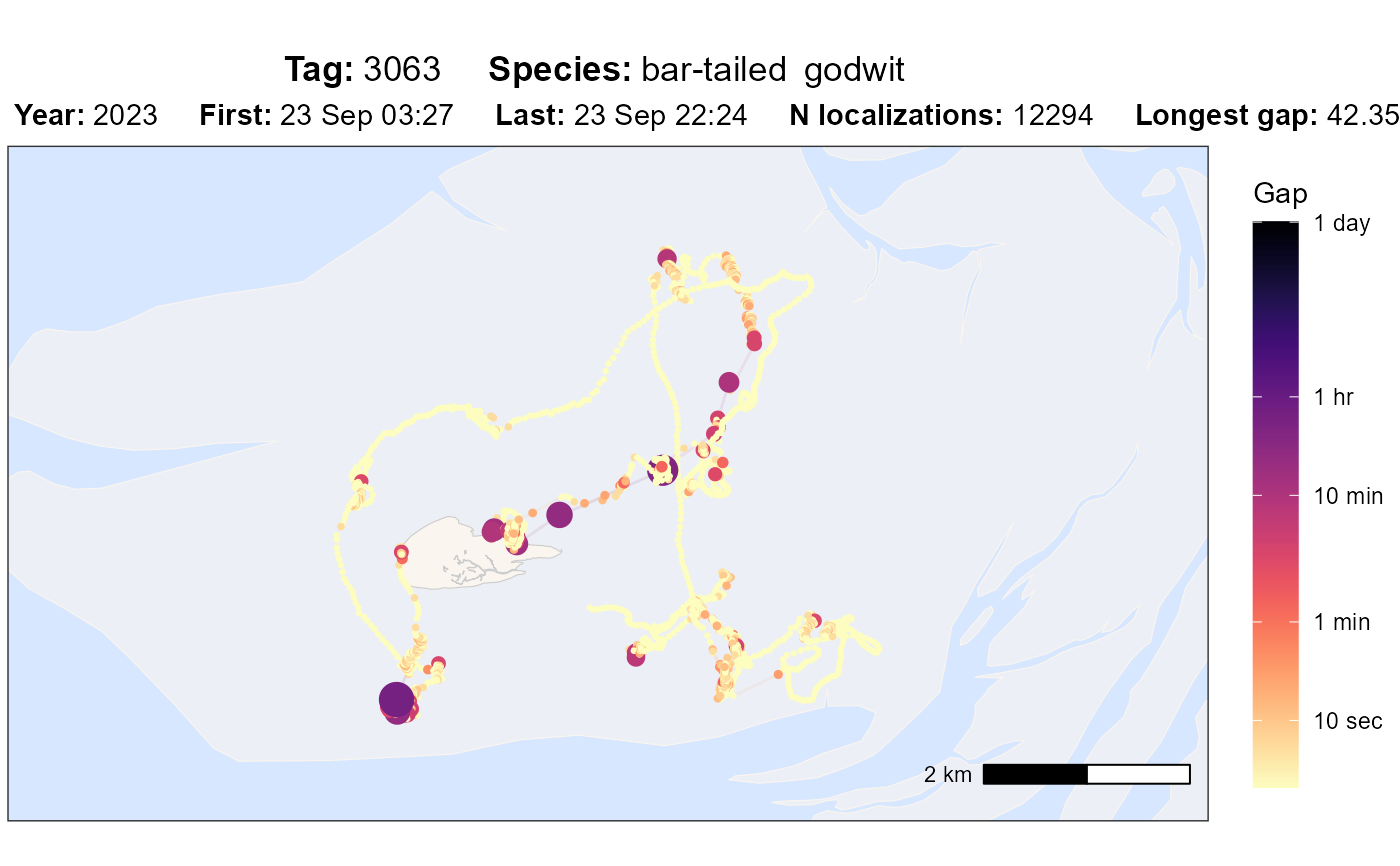 Tag: 3063 Species: bar-tailed godwit
Year: 2023 First: 23 Sep 03:27 Last: 23 Sep 22:24 N localizations: 12294 Longest gap: 42.35
Gap
1 day
1 hr
10 min
1 min
10 sec
2 km